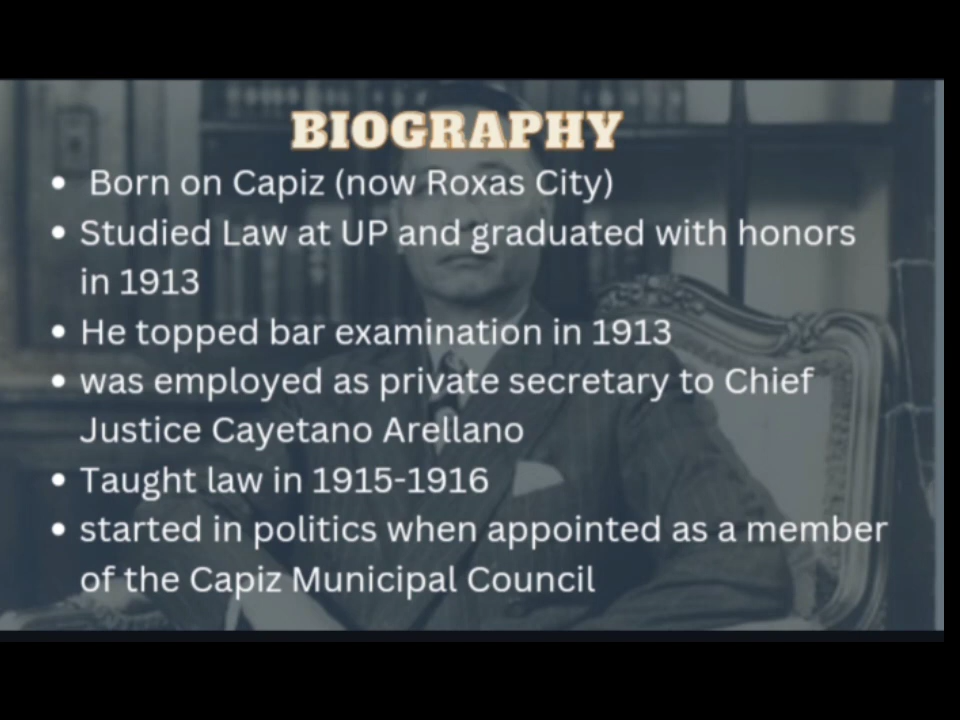 BIOGRAPHY
• Born on Capiz (now Roxas City)
• Studied Law at UP and graduated with honors
in 1913
• He topped bar examination in 1913
• was employed as private secretary to Chief
Justice Cayetano Arellano
• Taught law in 1915-1916
• started in politics when appointed as a member
of the Capiz Municipal Council